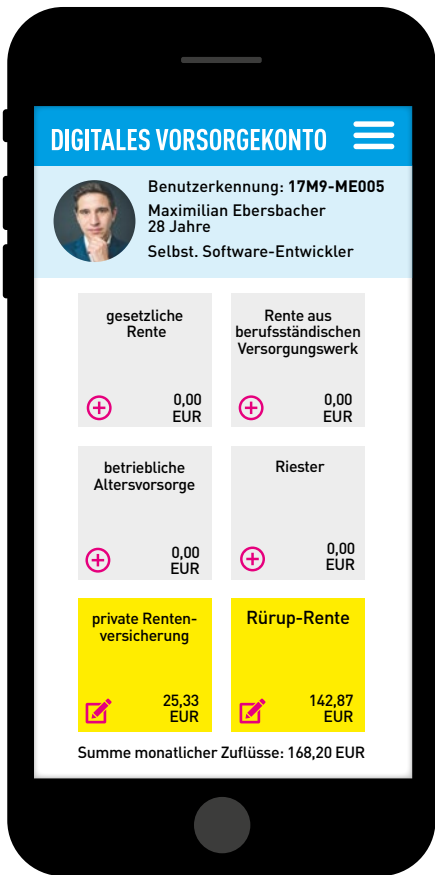 DIGITALES VORSORGEKONTO
Benutzerkennung: 17M9-ME005
Maximilian Ebersbacher
28 Jahre
Selbst. Software-Entwickler
gesetzliche
Rente
0,00
EUR
Rente aus
berufsständischen
Versorgungswerk
0,00
EUR
betriebliche
Altersvorsorge
0,00
EUR
Riester
0,00
EUR
private Renten-
versicherung
25,33
EUR
Rürup-Rente
142,87
EUR
Summe monatlicher Zuflüsse: 168,20 EUR